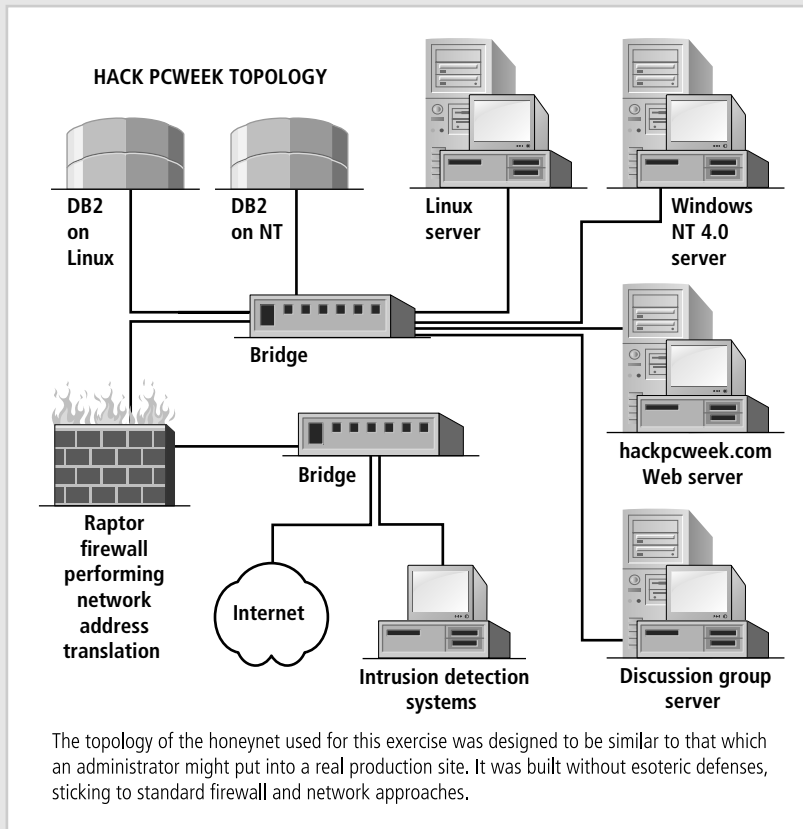 HACK PCWEEK TOPOLOGY
DB2
on
Linux
DB2
on NT
Linux
server
Windows
NT 4.0
server
Bridge
hackpcweek.com
Web server
Bridge
Raptor
firewall
performing
network
address
translation
Internet
Intrusion detection
systems
Discussion group
server
The topology of the honeynet used for this exercise was designed to be similar to that which
an administrator might put into a real production site. It was built without esoteric defenses,
sticking to standard firewall and network approaches.